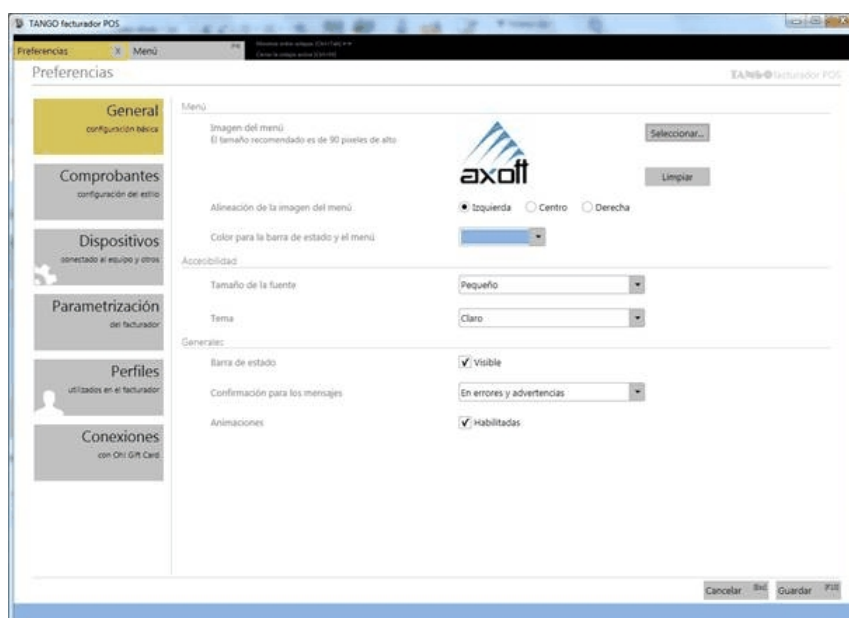 TANGO facturador POS
Preferencias X Menú
Preferencias
TANGO facturador POS
General
configuración básica
Comprobantes
configuración del estilo
Dispositivos
conectado al equipo y otros
Parametrización
del facturador
Perfiles
utilizados en el facturador
Conexiones
con Oh! Gift Card
Menú
Imagen del menú
El tamaño recomendado es de 90 pixeles de alto
axoft
Seleccionar...
Limpiar
Alineación de la imagen del menú
Izquierda Centro Derecha
Color para la barra de estado y el menú
Accesibilidad
Tamaño de la fuente
Pequeño
Tema
Claro
Generales
Barra de estado
Visible
Confirmación para los mensajes
En errores y advertencias
Animaciones
Habilitadas
Cancelar Guardar